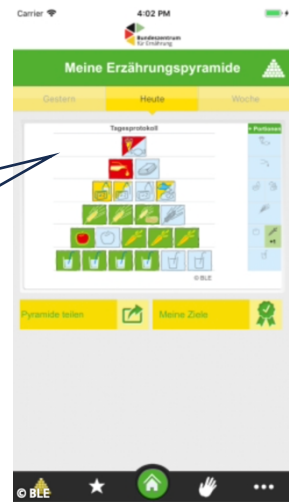 Carrier 4:02 PM
Bundeszentrum
für Ernährung
Meine Erzährungspyramide
Gestern Heute Woche
Tagesprotokoll
+ Portionen
© BLE
Pyramide teilen Meine Ziele
© BLE